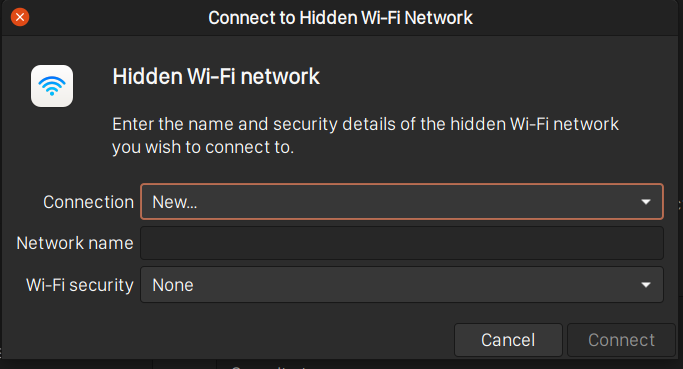 Connect to Hidden Wi-Fi Network
Hidden Wi-Fi network
Enter the name and security details of the hidden Wi-Fi network
you wish to connect to.
Connection New...
Network name
Wi-Fi security None
Cancel Connect